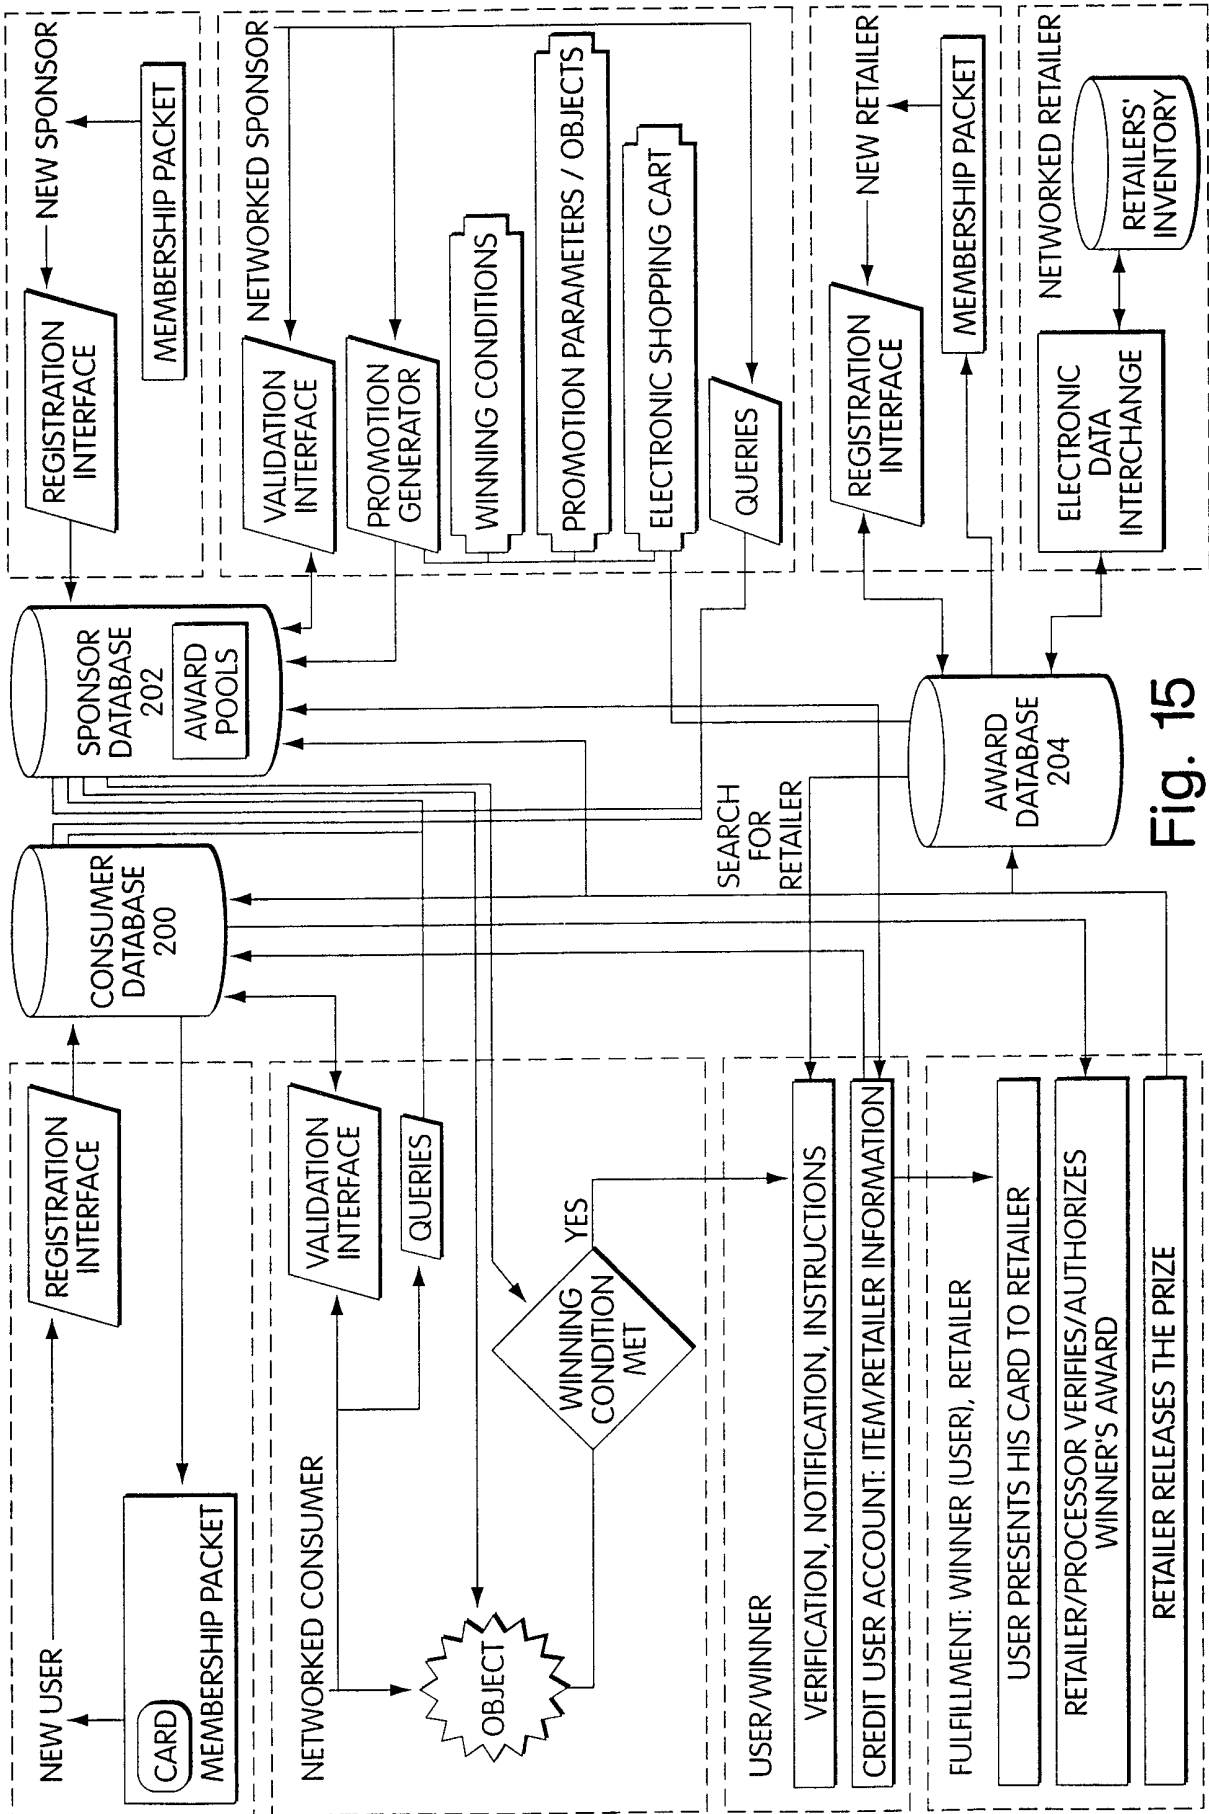 NEW USER
CARD
MEMBERSHIP PACKET
REGISTRATION
INTERFACE
CONSUMER
DATABASE
200
SPONSOR
DATABASE
202
AWARD
POOLS
REGISTRATION
INTERFACE
NEW SPONSOR
MEMBERSHIP PACKET
NETWORKED CONSUMER
OBJECT
VALIDATION
INTERFACE
QUERIES
WINNING
CONDITION
MET
YES
NETWORKED SPONSOR
VALIDATION
INTERFACE
PROMOTION
GENERATOR
WINNING CONDITIONS
PROMOTION PARAMETERS / OBJECTS
ELECTRONIC SHOPPING CART
QUERIES
USER/WINNER
VERIFICATION, NOTIFICATION, INSTRUCTIONS
CREDIT USER ACCOUNT: ITEM/RETAILER INFORMATION
SEARCH
FOR
RETAILER
FULFILLMENT: WINNER (USER), RETAILER
USER PRESENTS HIS CARD TO RETAILER
RETAILER/PROCESSOR VERIFIES/AUTHORIZES
WINNER'S AWARD
RETAILER RELEASES THE PRIZE
AWARD
DATABASE
204
REGISTRATION
INTERFACE
NEW RETAILER
MEMBERSHIP PACKET
NETWORKED RETAILER
ELECTRONIC
DATA
INTERCHANGE
RETAILERS'
INVENTORY
Fig. 15